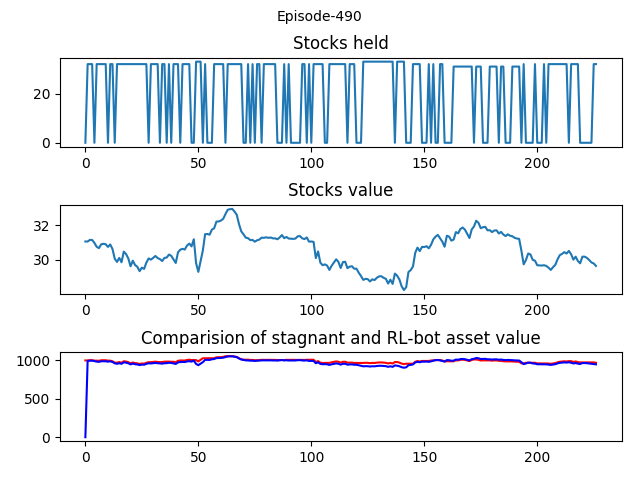 Episode-490
Stocks held
20
0
0 50 100 150 200
Stocks value
32
30
0 50 100 150 200
Comparision of stagnant and RL-bot asset value
1000
500
0
0 50 100 150 200